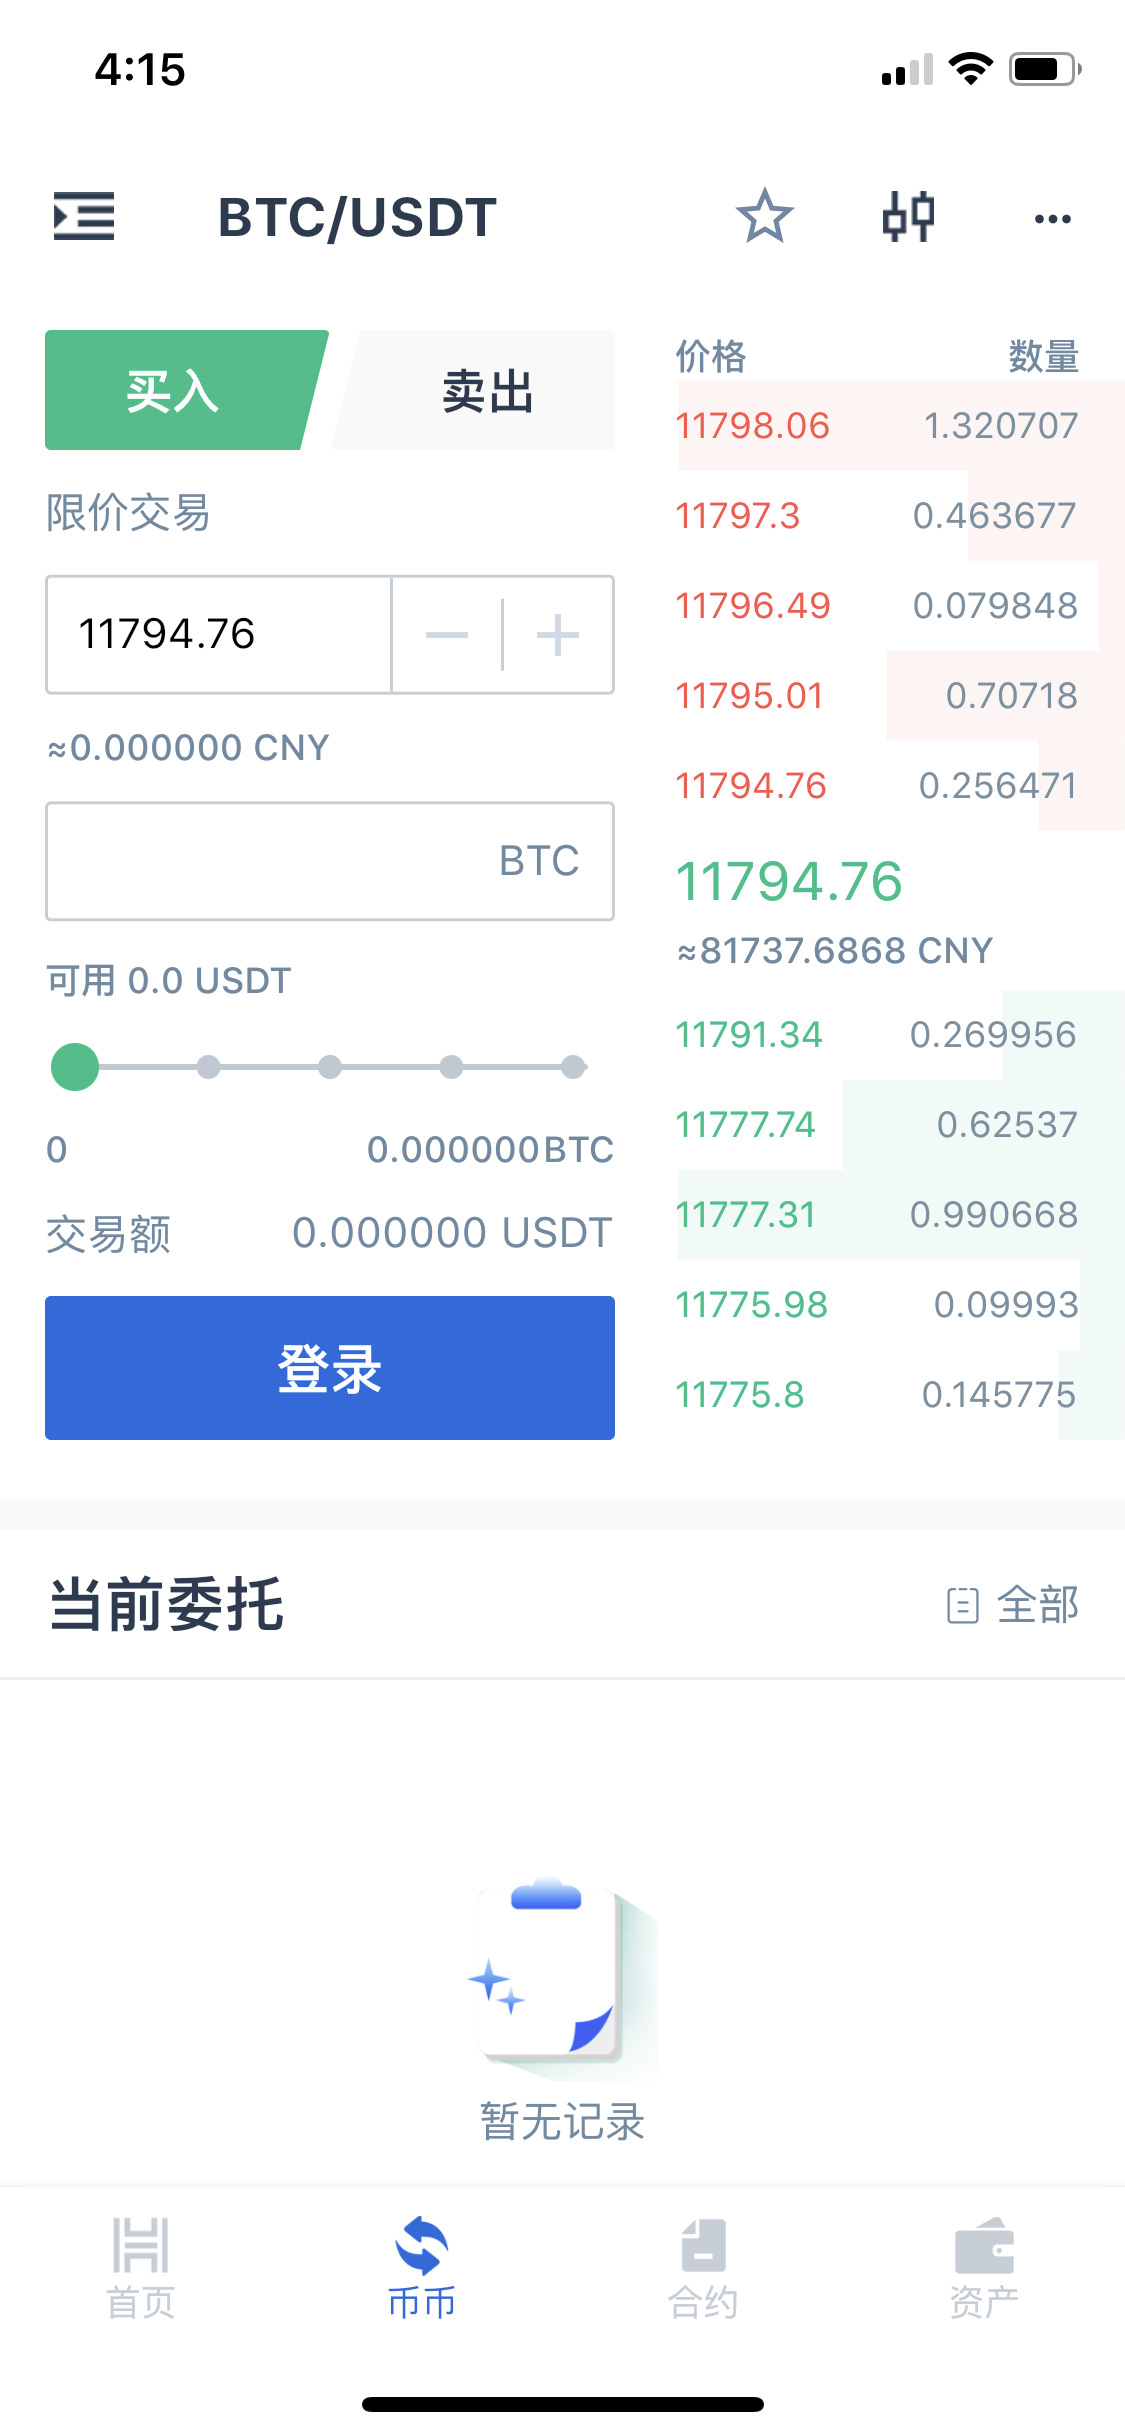 4:15
BTC/USDT
买入
卖出
限价交易
11794.76
≈0.000000 CNY
BTC
可用 0.0 USDT
0
0.000000BTC
交易额
0.000000 USDT
登录
价格 数量
11798.06 1.320707
11797.3 0.463677
11796.49 0.079848
11795.01 0.70718
11794.76 0.256471
11794.76
≈81737.6868 CNY
11791.34 0.269956
11777.74 0.62537
11777.31 0.990668
11775.98 0.09993
11775.8 0.145775
当前委托
全部
暂无记录
首页
币币
合约
资产